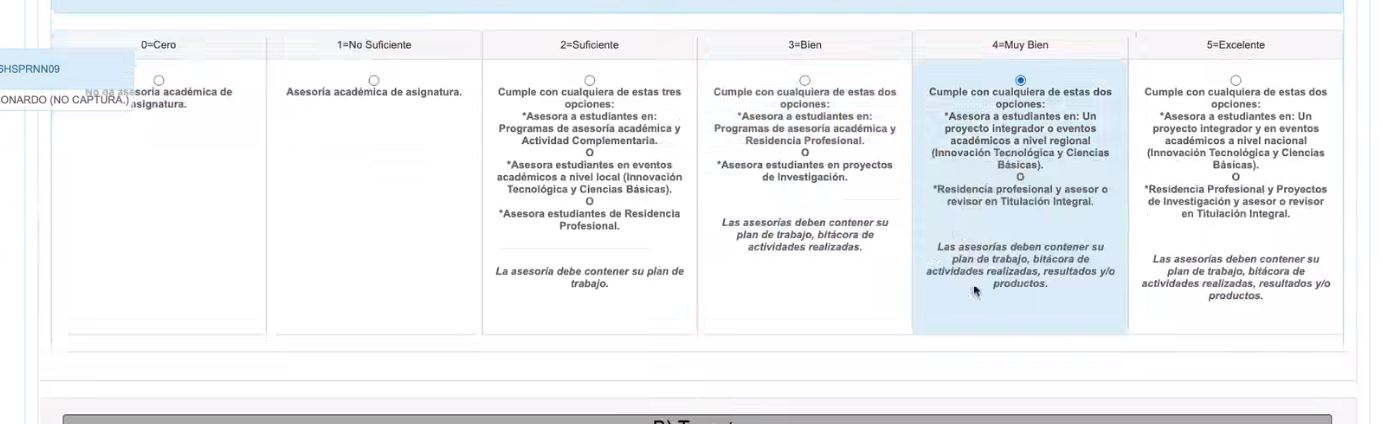 0=Cero
1=No Suficiente
2=Suficiente
3=Bien
4=Muy Bien
5=Excelente
SHSPRNN09
ONARDO (NO CAPTURA.)
No da asesoría académica de
asignatura.
Asesoría académica de asignatura.
Cumple con cualquiera de estas tres
opciones:
*Asesora a estudiantes en:
Programas de asesoría académica y
Actividad Complementaria.
O
*Asesora estudiantes en eventos
académicos a nivel local (Innovación
Tecnológica y Ciencias Básicas).
O
*Asesora estudiantes de Residencia
Profesional.
La asesoría debe contener su plan de
trabajo.
Cumple con cualquiera de estas dos
opciones:
*Asesora a estudiantes en:
Programas de asesoría académica y
Residencia Profesional.
O
*Asesora estudiantes en proyectos
de Investigación.
Las asesorías deben contener su
plan de trabajo, bitácora de
actividades realizadas.
Cumple con cualquiera de estas dos
opciones:
*Asesora a estudiantes en: Un
proyecto integrador o eventos
académicos a nivel regional
(Innovación Tecnológica y Ciencias
Básicas).
O
*Residencia profesional y asesor o
revisor en Titulación Integral.
Las asesorías deben contener su
plan de trabajo, bitácora de
actividades realizadas, resultados y/o
productos.
Cumple con cualquiera de estas dos
opciones:
*Asesora a estudiantes en: Un
proyecto integrador y en eventos
académicos a nivel nacional
(Innovación Tecnológica y Ciencias
Básicas).
O
*Residencia Profesional y Proyectos
de Investigación y asesor o revisor
en Titulación Integral.
Las asesorías deben contener su
plan de trabajo, bitácora de
actividades realizadas, resultados y/o
productos.